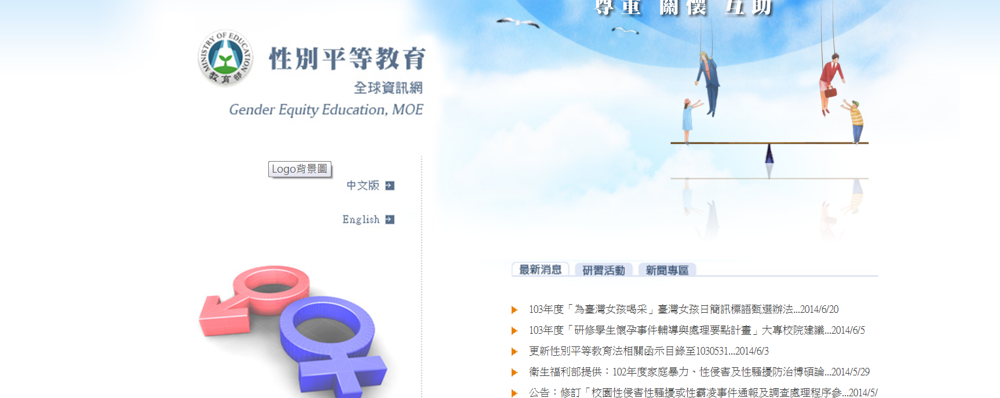 尊重 關懷 互助
MINISTRY OF EDUCATION
教育部
性別平等教育
全球資訊網
Gender Equity Education, MOE
Logo背景圖
中文版
English
最新消息 研習活動 新聞專區
103年度「為臺灣女孩喝采」臺灣女孩日簡訊標語甄選辦法...2014/6/20
103年度「研修學生懷孕事件輔導與處理要點計畫」大專校院建議...2014/6/5
更新性別平等教育法相關函示目錄至1030531...2014/6/3
衛生福利部提供：102年度家庭暴力、性侵害及性騷擾防治博碩論...2014/5/29
公告：修訂「校園性侵害性騷擾或性霸凌事件通報及調查處理程序參...2014/5/